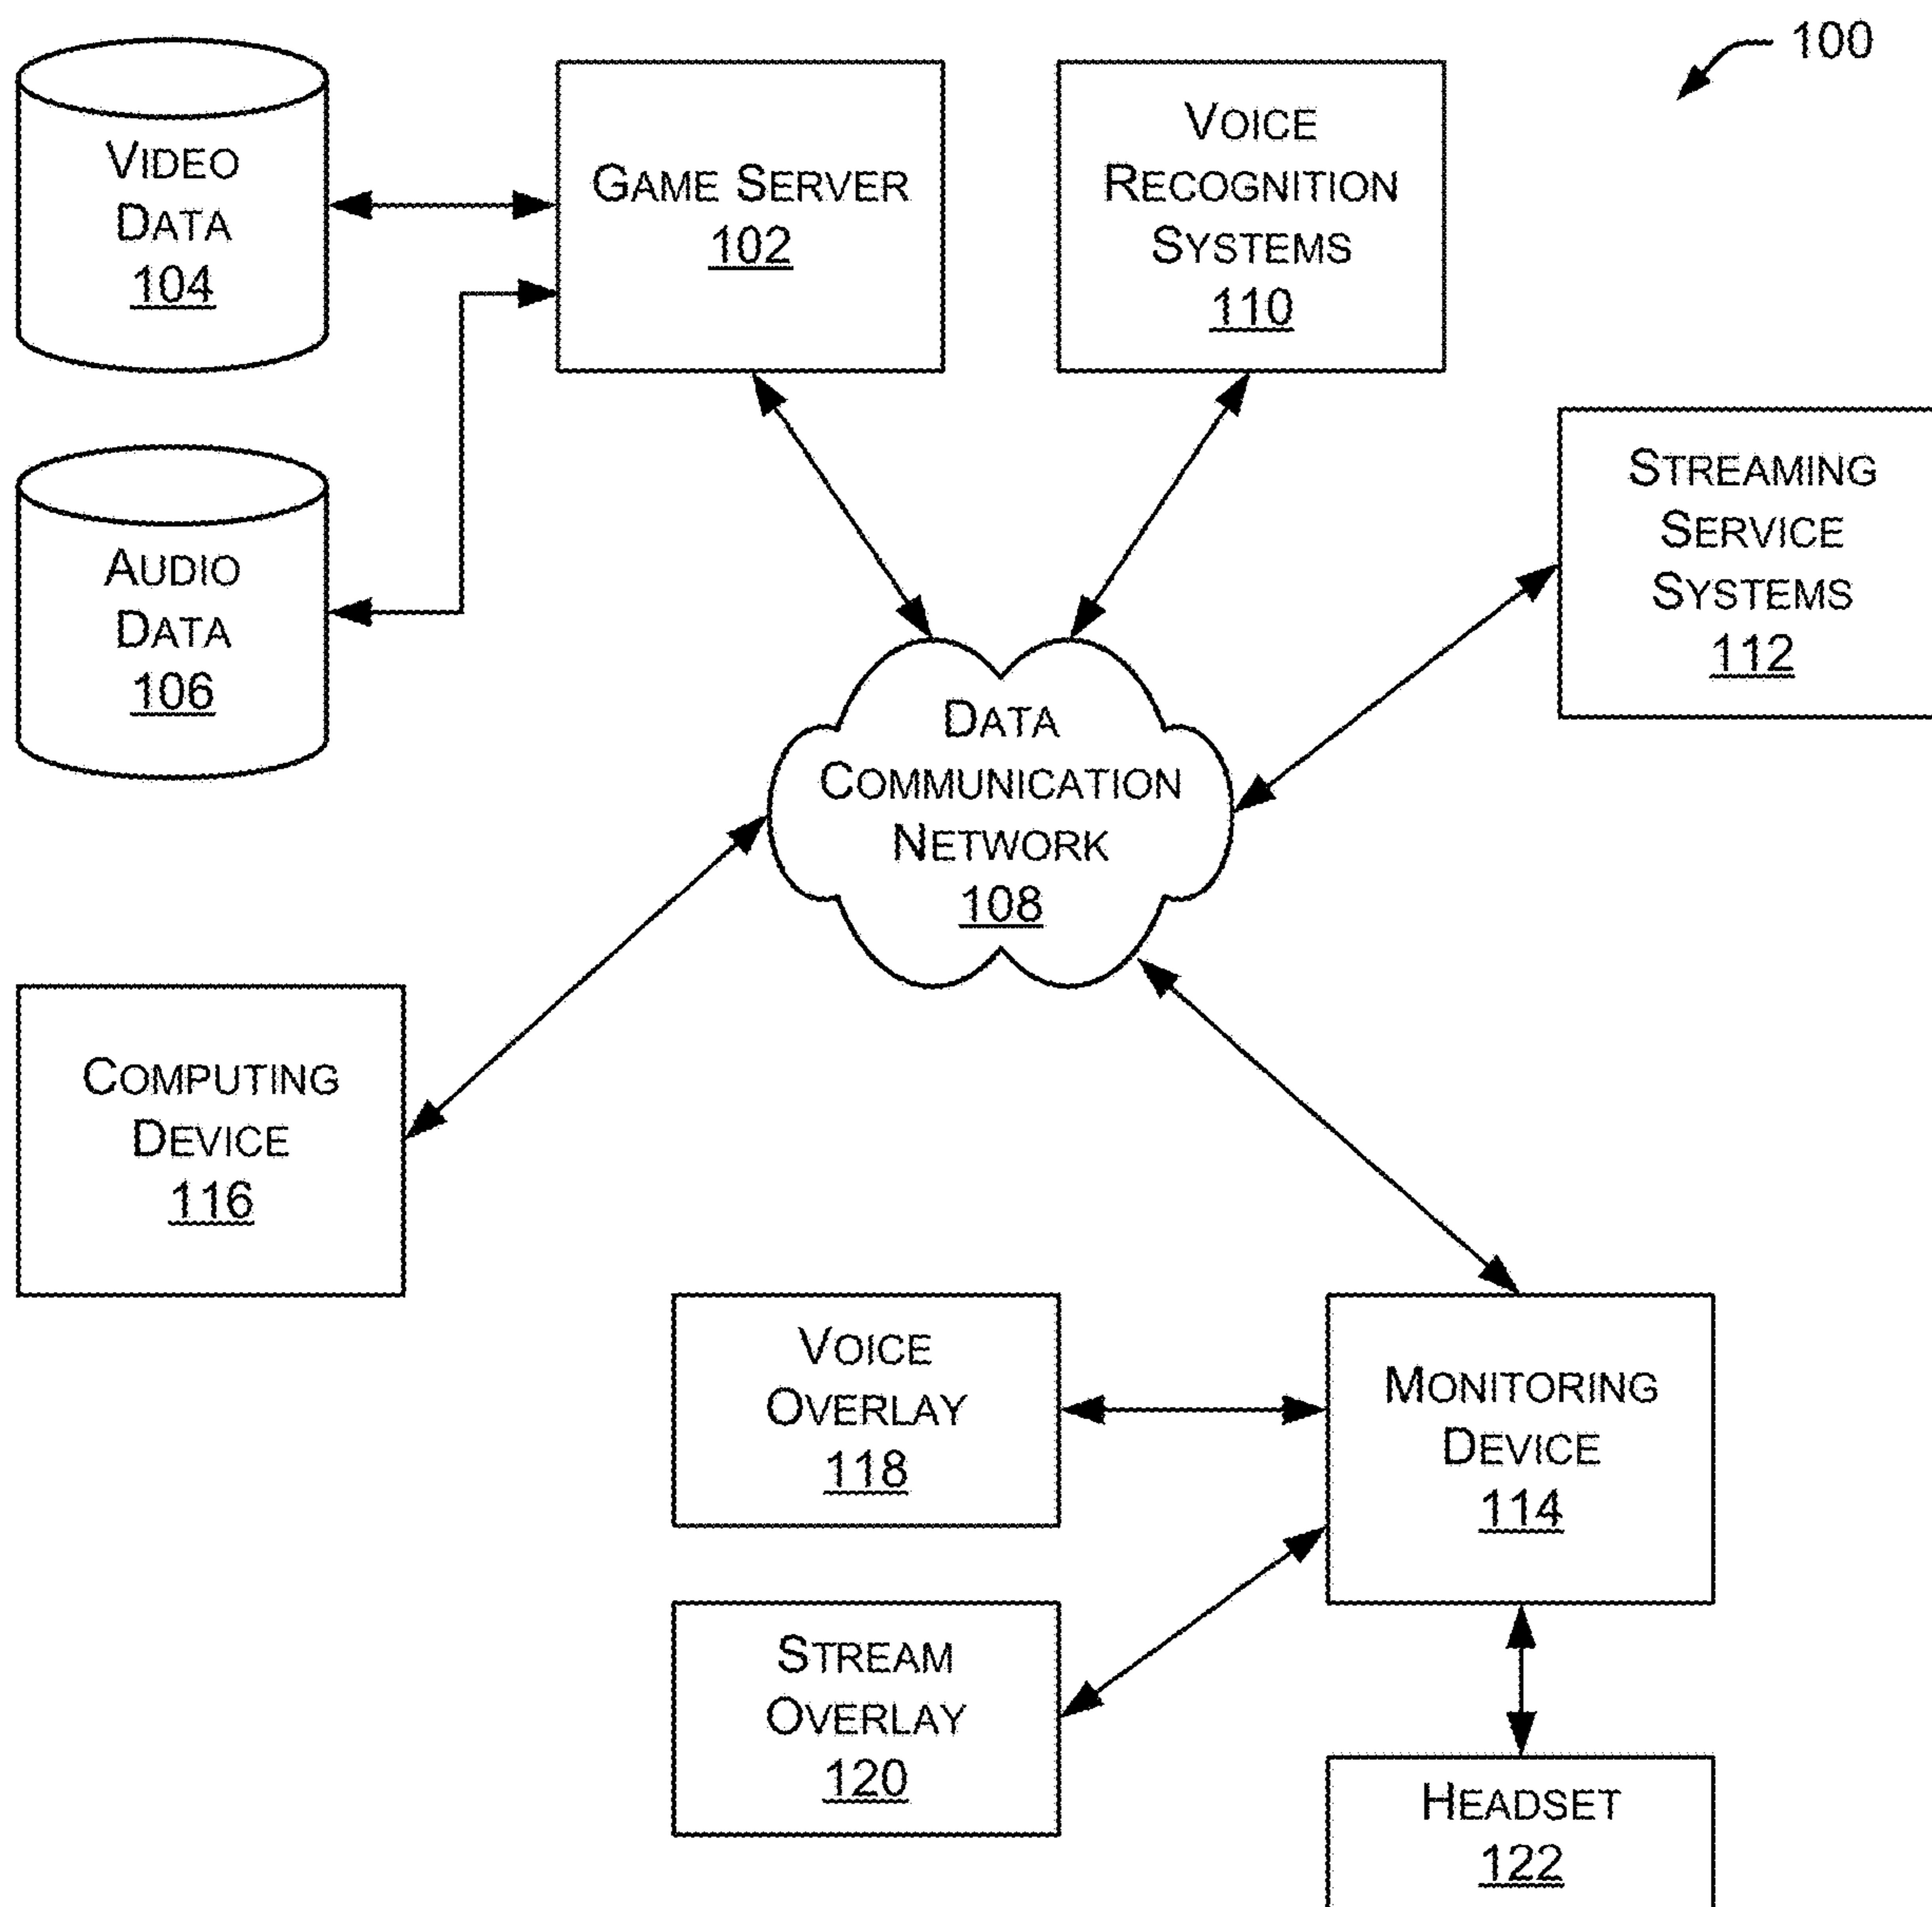 100
VIDEO
DATA
104
GAME SERVER
102
VOICE
RECOGNITION
SYSTEMS
110
STREAMING
SERVICE
SYSTEMS
112
AUDIO
DATA
106
DATA
COMMUNICATION
NETWORK
108
COMPUTING
DEVICE
116
VOICE
OVERLAY
118
MONITORING
DEVICE
114
STREAM
OVERLAY
120
HEADSET
122